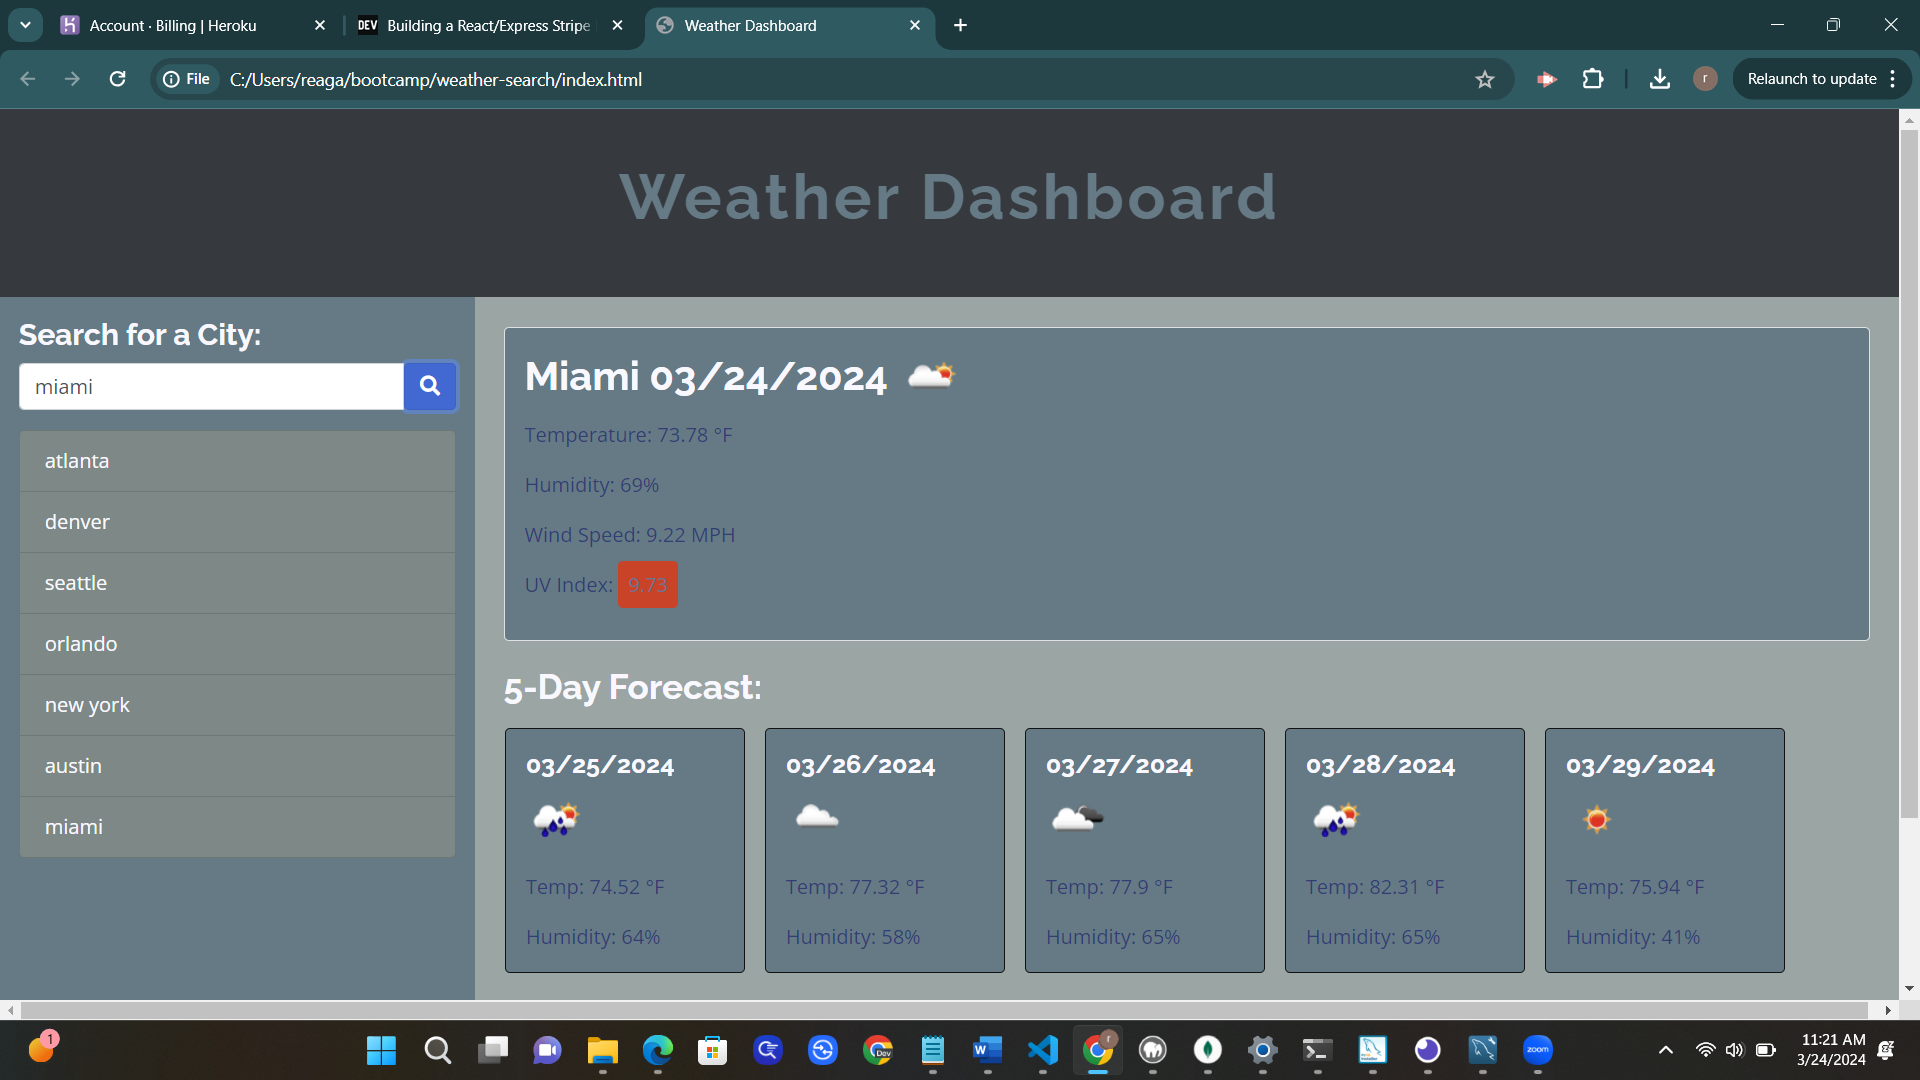 Account · Billing | Heroku
DEV
Building a React/Express Stripe
Weather Dashboard
File
C:/Users/reaga/bootcamp/weather-search/index.html
r
Relaunch to update
Weather Dashboard
Search for a City:
miami
atlanta
denver
seattle
orlando
new york
austin
miami
Miami 03/24/2024
Temperature: 73.78 °F
Humidity: 69%
Wind Speed: 9.22 MPH
UV Index: 9.73
5-Day Forecast:
03/25/2024
Temp: 74.52 °F
Humidity: 64%
03/26/2024
Temp: 77.32 °F
Humidity: 58%
03/27/2024
Temp: 77.9 °F
Humidity: 65%
03/28/2024
Temp: 82.31 °F
Humidity: 65%
03/29/2024
Temp: 75.94 °F
Humidity: 41%
1
Dev
W
r
zoom
11:21 AM
3/24/2024